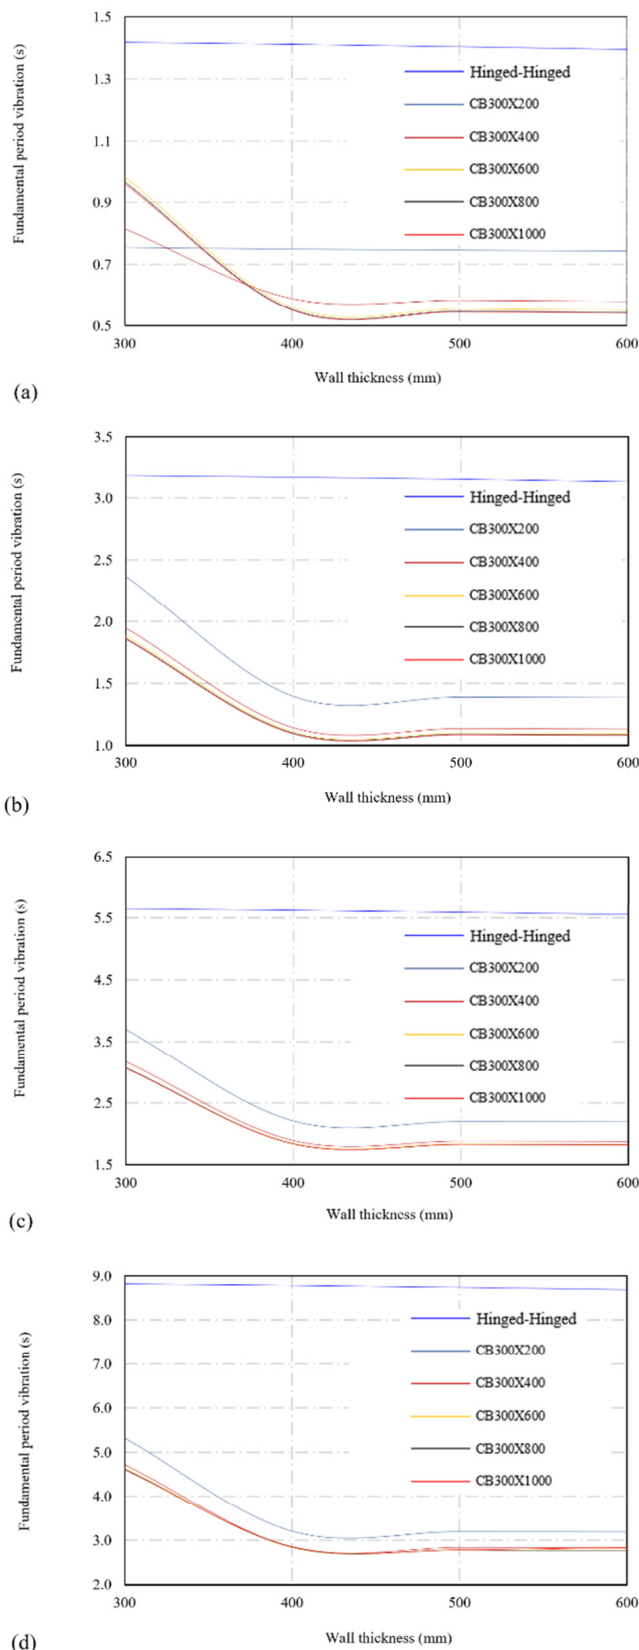 Fundamental period vibration (s)
1.5
1.3
1.1
0.9
0.7
0.5
Hinged-Hinged
CB300X200
CB300X400
CB300X600
CB300X800
CB300X1000
300
400
500
600
Wall thickness (mm)
(a)
Fundamental period vibration (s)
3.5
3.0
2.5
2.0
1.5
1.0
Hinged-Hinged
CB300X200
CB300X400
CB300X600
CB300X800
CB300X1000
300
400
500
600
Wall thickness (mm)
(b)
Fundamental period vibration (s)
6.5
5.5
4.5
3.5
2.5
1.5
Hinged-Hinged
CB300X200
CB300X400
CB300X600
CB300X800
CB300X1000
300
400
500
600
Wall thickness (mm)
(c)
Fundamental period vibration (s)
9.0
8.0
7.0
6.0
5.0
4.0
3.0
2.0
Hinged-Hinged
CB300X200
CB300X400
CB300X600
CB300X800
CB300X1000
300
400
500
600
Wall thickness (mm)
(d)